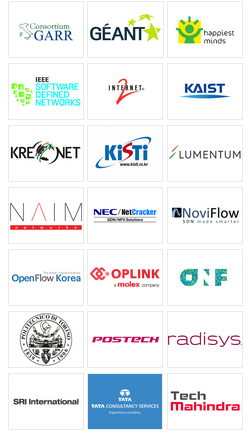 Consortium
GARR
GÉANT
happiest
minds
IEEE
SOFTWARE
DEFINED
NETWORKS
INTERNET
2
KAIST
KREONET
KiSTi
www.kisti.re.kr
LUMENTUM
NAIM
networks
NEC/NetCracker
SDN/NFV Solutions
NoviFlow
SDN made smarter
OpenFlow Korea
OPLINK
a molex company
ONF
POLITECNICO DI TORINO
POSTECH
radisys
SRI International
TATA
TATA CONSULTANCY SERVICES
Experience certainty.
Tech
Mahindra